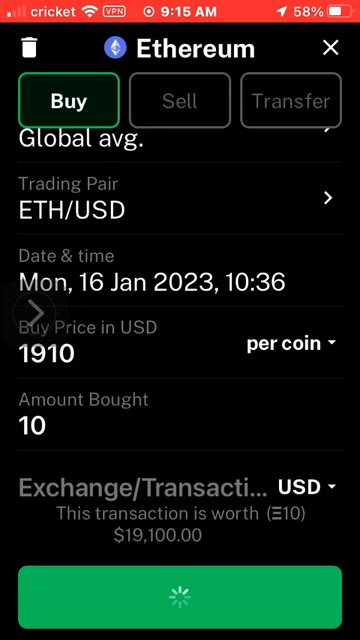 cricket VPN 9:15 AM 58%
Ethereum
Buy Sell Transfer
Global avg.
Trading Pair
ETH/USD
Date & time
Mon, 16 Jan 2023, 10:36
Buy Price in USD
1910 per coin
Amount Bought
10
Exchange/Transacti... USD
This transaction is worth (Ξ10)
$19,100.00